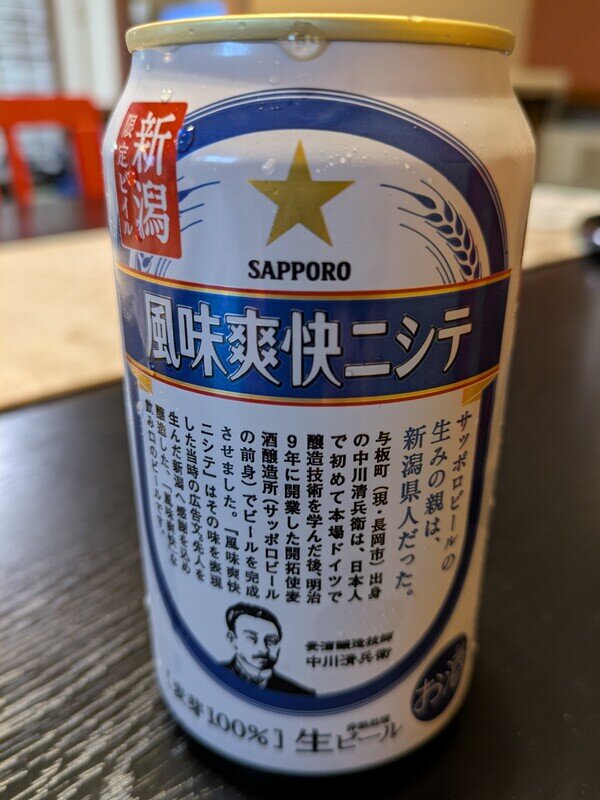 新潟
限定ビイル
SAPPORO
風味爽快ニシテ
サッポロビールの
生みの親は、
新潟県人だった。
与板町(現・長岡市)出身
の中川清兵衛は、日本人
で初めて本場ドイツで
醸造技術を学んだ後、明治
9年に開業した開拓使麦
酒醸造所(サッポロビール
の前身)でビールを完成
させました。「風味爽快
ニシテ」はその味を表現
した当時の広告文。先人を
生んだ新潟へ感謝を込め
醸造した、「風味爽快」な
飲み口のビールです。
麦酒醸造技師
中川清兵衛
お酒
[麦芽100%]生ビール